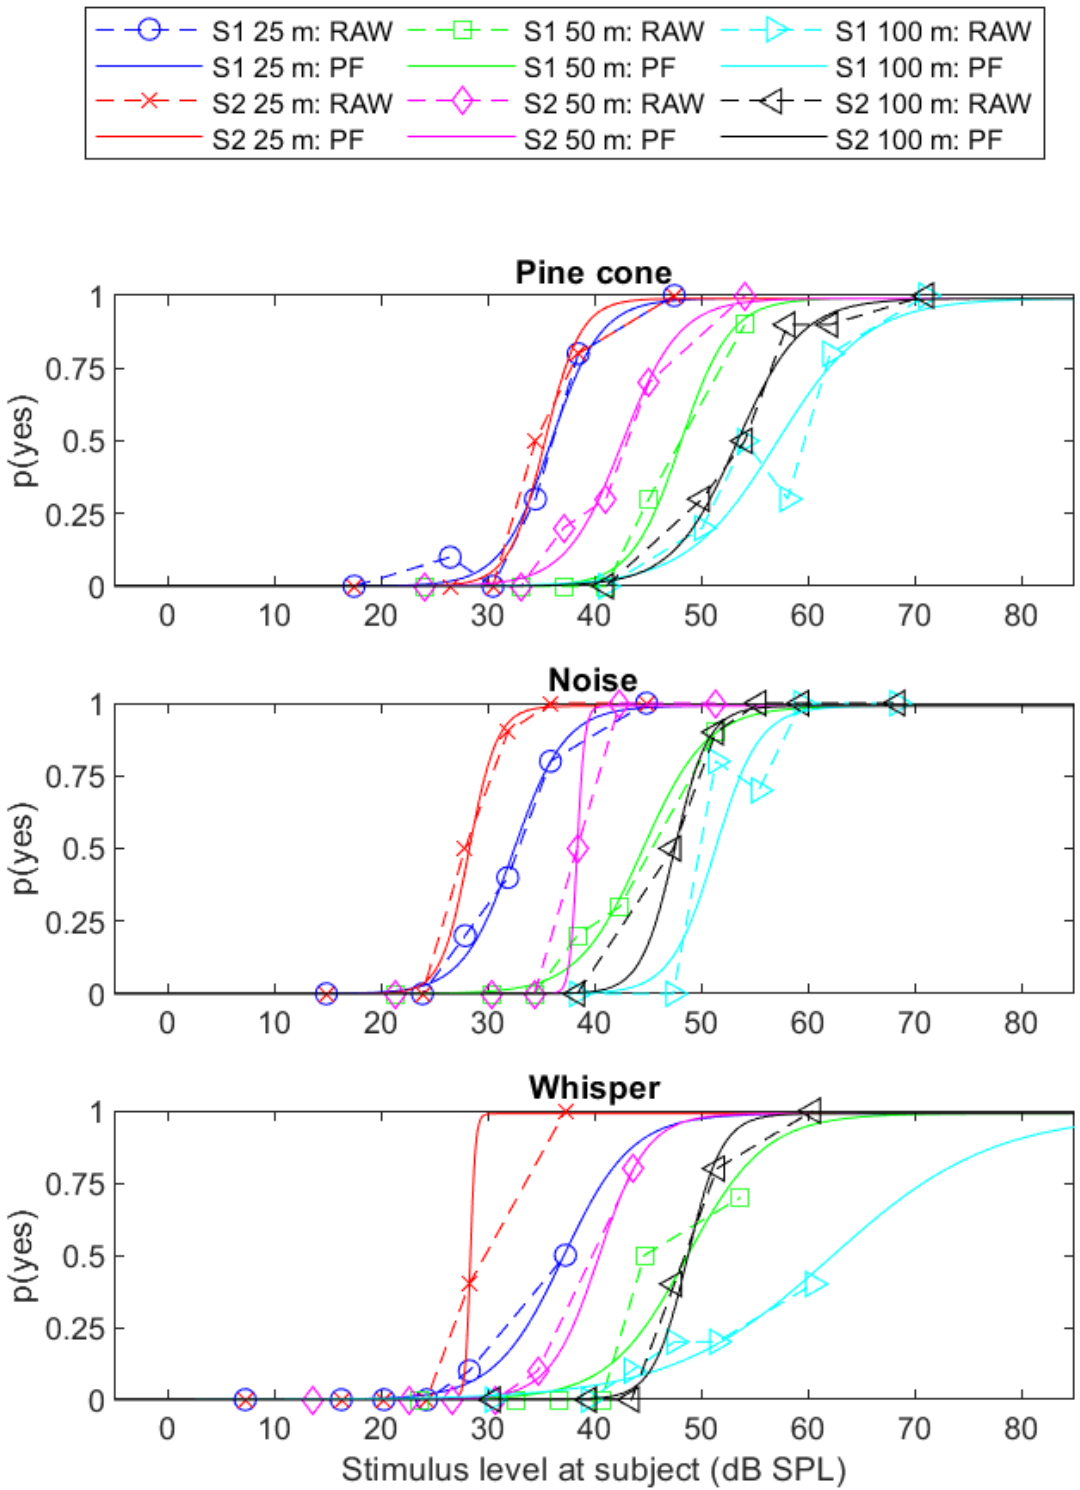 S1 25 m: RAW S1 50 m: RAW S1 100 m: RAW
S1 25 m: PF S1 50 m: PF S1 100 m: PF
S2 25 m: RAW S2 50 m: RAW S2 100 m: RAW
S2 25 m: PF S2 50 m: PF S2 100 m: PF
Pine cone
1
0.75
0.5
0.25
0
p(yes)
0 10 20 30 40 50 60 70 80
Noise
1
0.75
0.5
0.25
0
p(yes)
0 10 20 30 40 50 60 70 80
Whisper
1
0.75
0.5
0.25
0
p(yes)
0 10 20 30 40 50 60 70 80
Stimulus level at subject (dB SPL)